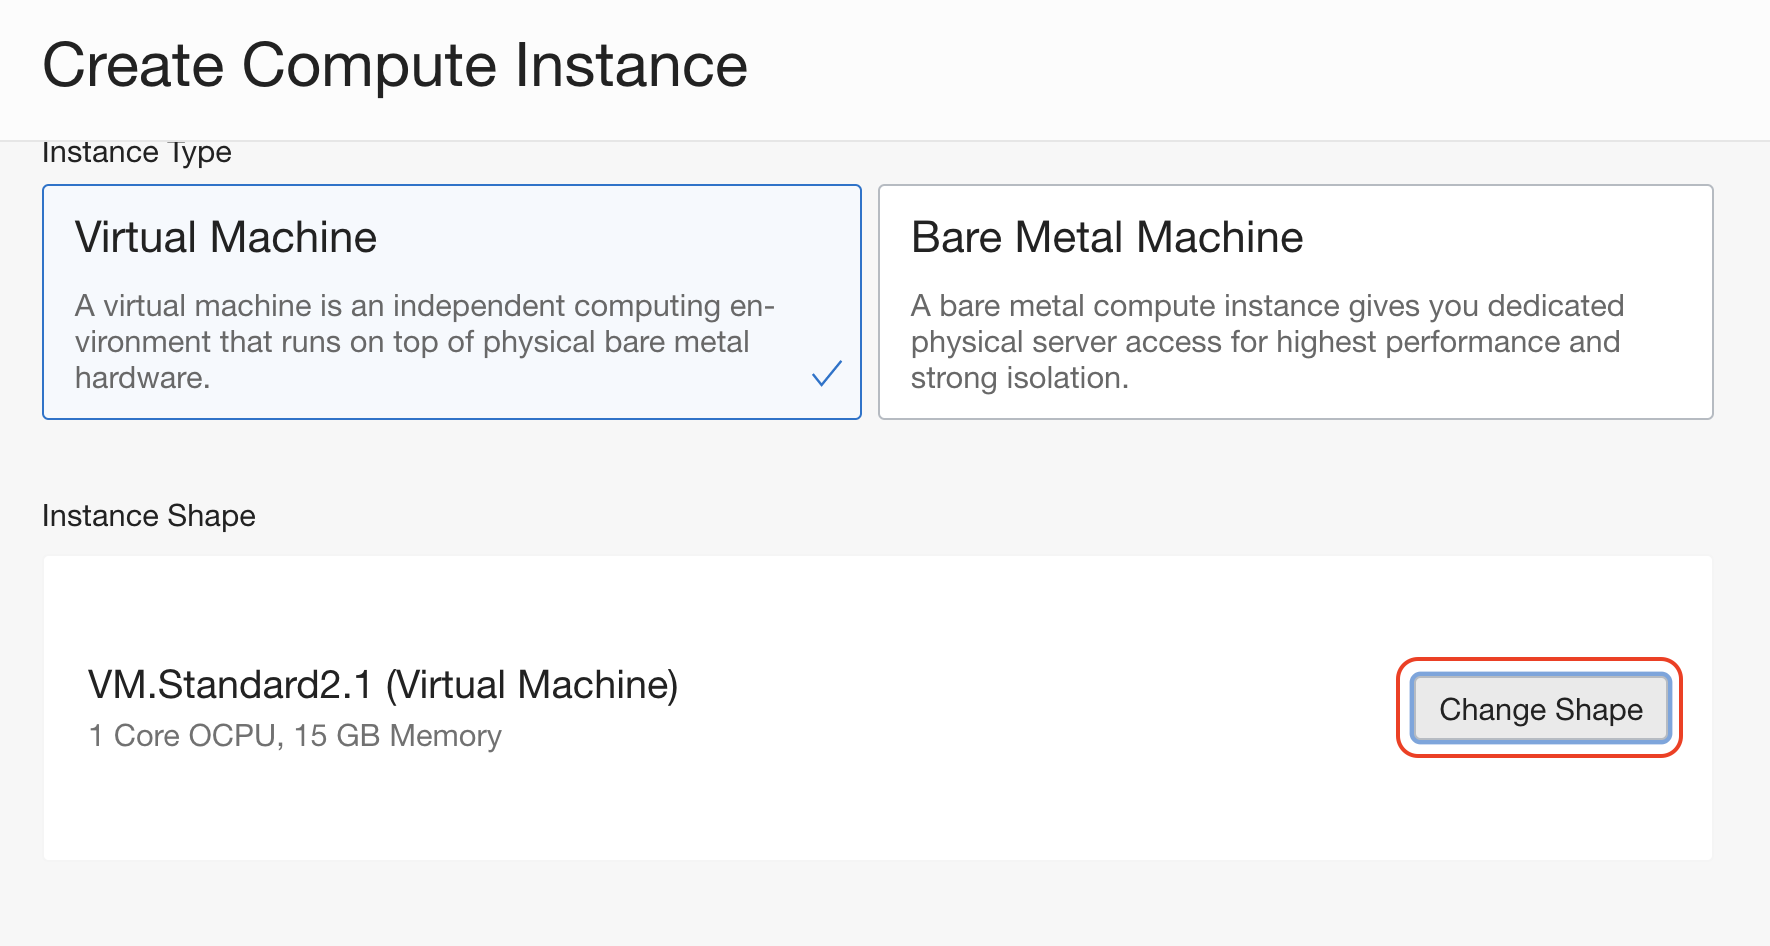 Create Compute Instance
Instance Type
Virtual Machine
A virtual machine is an independent computing en-
vironment that runs on top of physical bare metal
hardware.
Bare Metal Machine
A bare metal compute instance gives you dedicated
physical server access for highest performance and
strong isolation.
Instance Shape
VM.Standard2.1 (Virtual Machine)
1 Core OCPU, 15 GB Memory
Change Shape